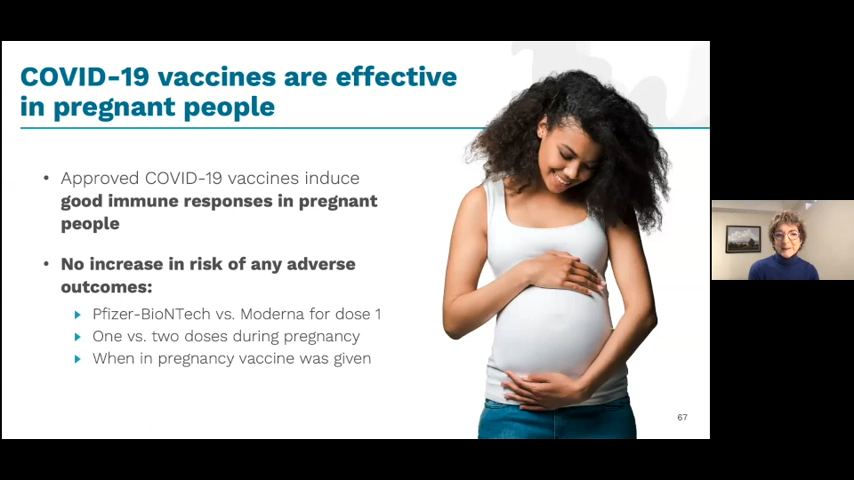 COVID-19 vaccines are effective
in pregnant people
• Approved COVID-19 vaccines induce
good immune responses in pregnant
people
• No increase in risk of any adverse
outcomes:
Pfizer-BioNTech vs. Moderna for dose 1
One vs. two doses during pregnancy
When in pregnancy vaccine was given
67